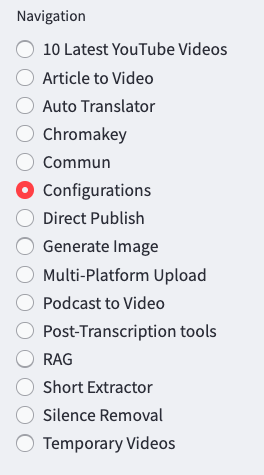 Navigation
10 Latest YouTube Videos
Article to Video
Auto Translator
Chromakey
Commun
Configurations
Direct Publish
Generate Image
Multi-Platform Upload
Podcast to Video
Post-Transcription tools
RAG
Short Extractor
Silence Removal
Temporary Videos